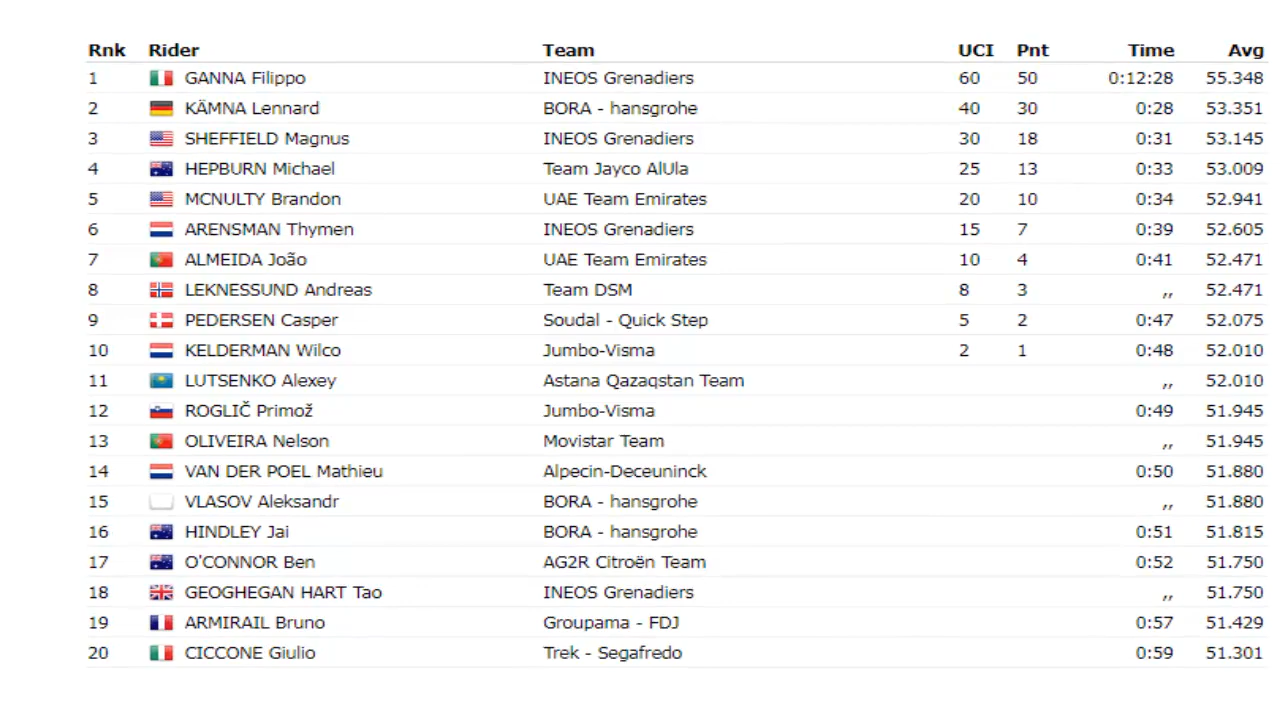 Rnk Rider Team UCI Pnt Time Avg
1 GANNA Filippo INEOS Grenadiers 60 50 0:12:28 55.348
2 KÄMNA Lennard BORA - hansgrohe 40 30 0:28 53.351
3 SHEFFIELD Magnus INEOS Grenadiers 30 18 0:31 53.145
4 HEPBURN Michael Team Jayco AlUla 25 13 0:33 53.009
5 MCNULTY Brandon UAE Team Emirates 20 10 0:34 52.941
6 ARENSMAN Thymen INEOS Grenadiers 15 7 0:39 52.605
7 ALMEIDA João UAE Team Emirates 10 4 0:41 52.471
8 LEKNESSUND Andreas Team DSM 8 3 ,, 52.471
9 PEDERSEN Casper Soudal - Quick Step 5 2 0:47 52.075
10 KELDERMAN Wilco Jumbo-Visma 2 1 0:48 52.010
11 LUTSENKO Alexey Astana Qazaqstan Team ,, 52.010
12 ROGLIČ Primož Jumbo-Visma 0:49 51.945
13 OLIVEIRA Nelson Movistar Team ,, 51.945
14 VAN DER POEL Mathieu Alpecin-Deceuninck 0:50 51.880
15 VLASOV Aleksandr BORA - hansgrohe ,, 51.880
16 HINDLEY Jai BORA - hansgrohe 0:51 51.815
17 O'CONNOR Ben AG2R Citroën Team 0:52 51.750
18 GEOGHEGAN HART Tao INEOS Grenadiers ,, 51.750
19 ARMIRAIL Bruno Groupama - FDJ 0:57 51.429
20 CICCONE Giulio Trek - Segafredo 0:59 51.301